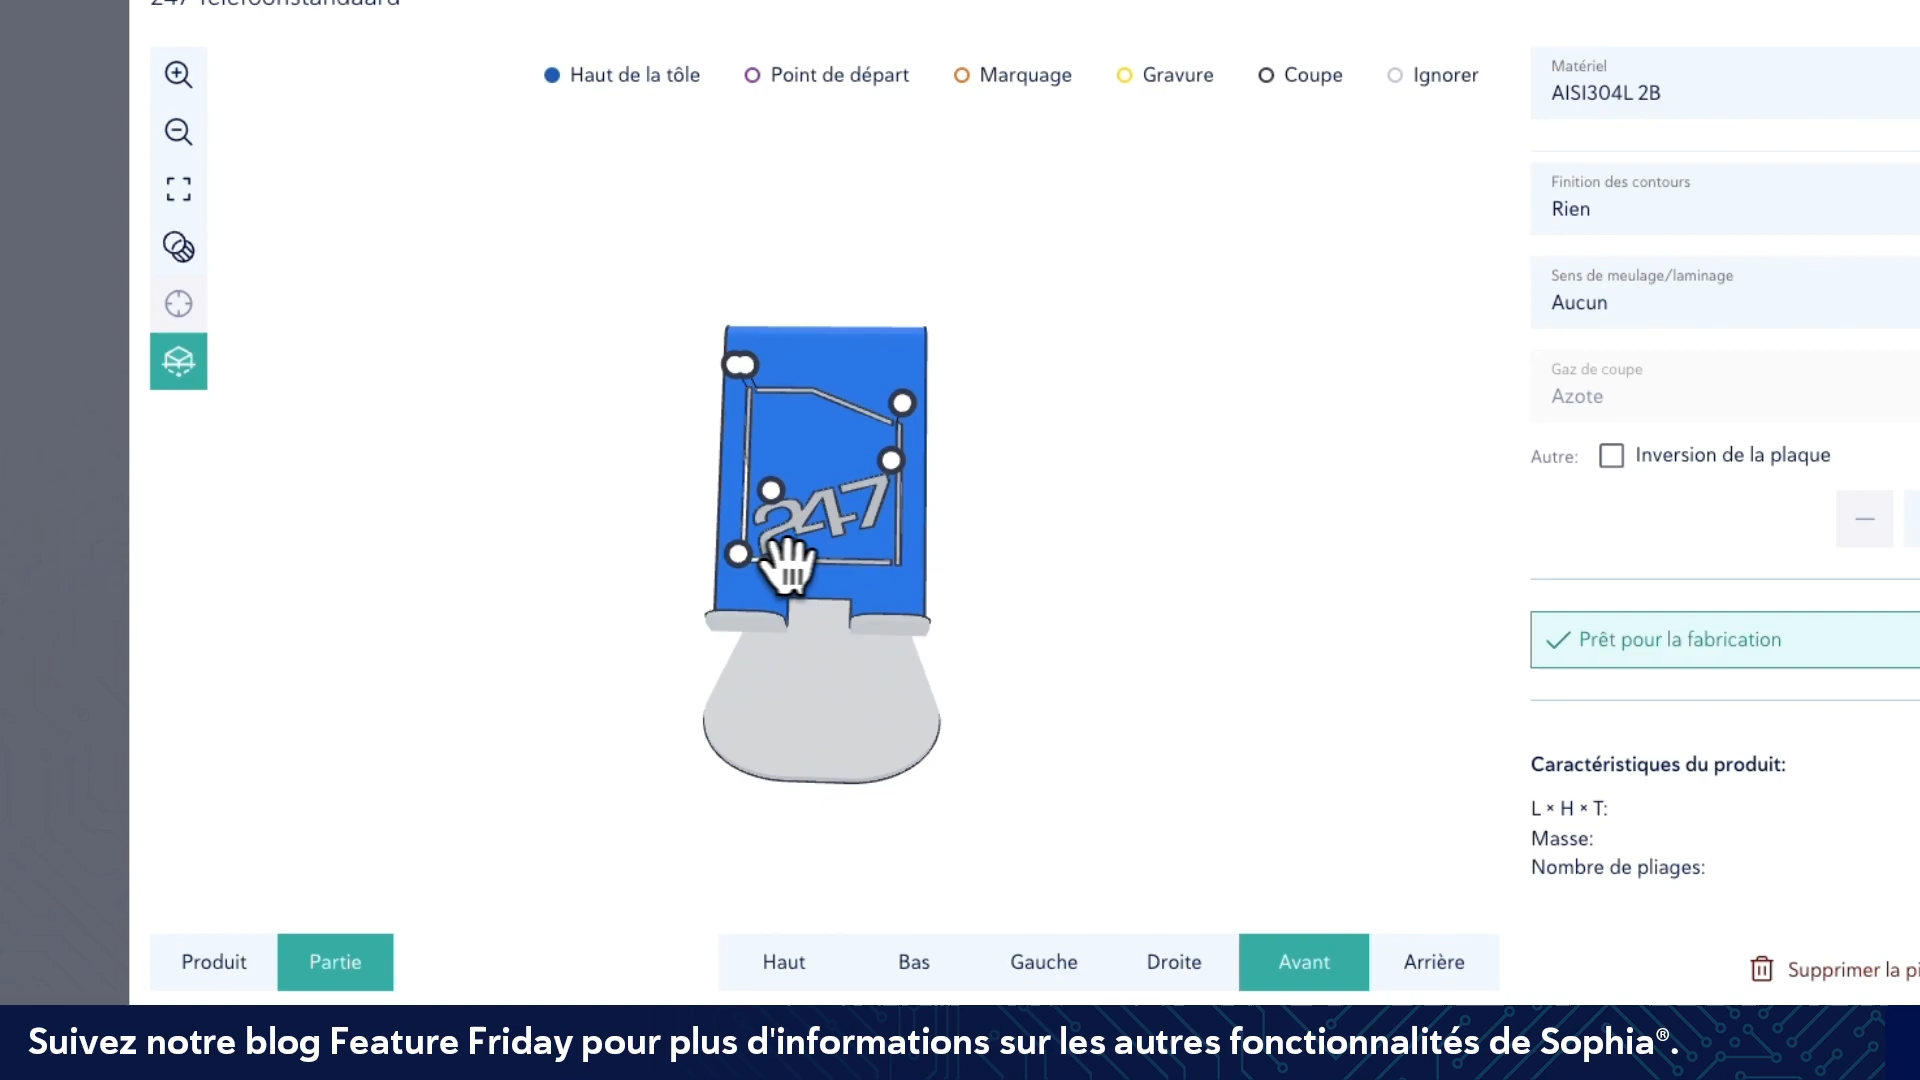 247 Telefoonstandaard
Haut de la tôle
Point de départ
Marquage
Gravure
Coupe
Ignorer
Matériel
AISI304L 2B
Finition des contours
Rien
Sens de meulage/laminage
Aucun
Gaz de coupe
Azote
Autre:
Inversion de la plaque
247
Prêt pour la fabrication
Caractéristiques du produit:
L × H × T:
Masse:
Nombre de pliages:
Produit
Partie
Haut
Bas
Gauche
Droite
Avant
Arrière
Supprimer la pi
Suivez notre blog Feature Friday pour plus d'informations sur les autres fonctionnalités de Sophia®.